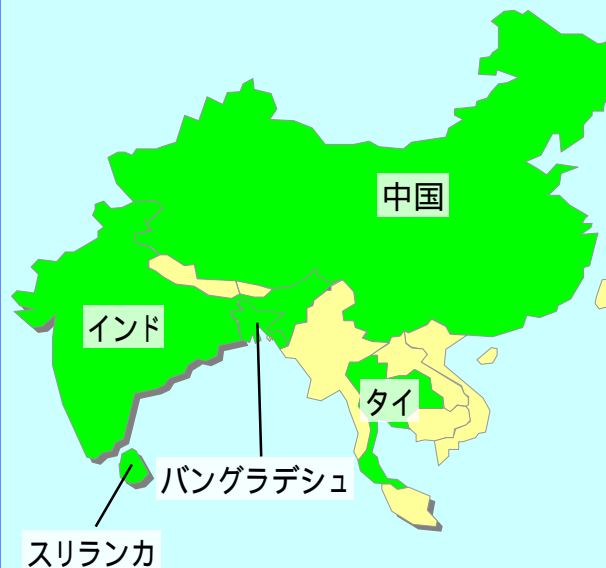 中国
インド
タイ
バングラデシュ
スリランカ